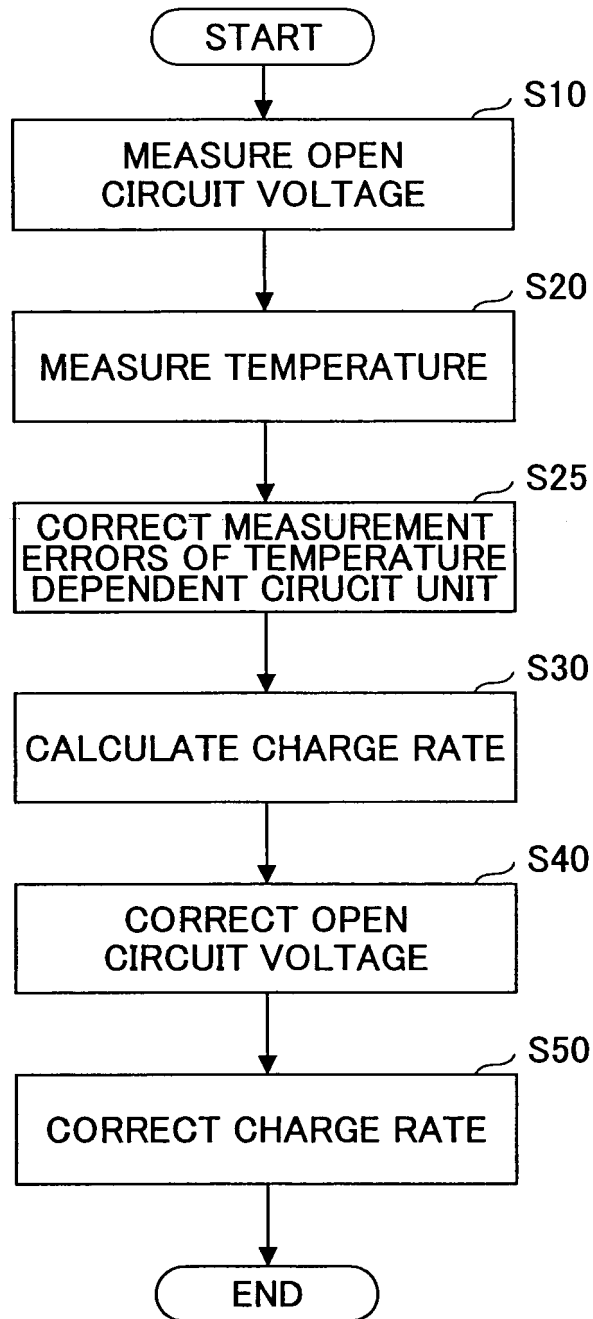 START
S10
MEASURE OPEN
CIRCUIT VOLTAGE
S20
MEASURE TEMPERATURE
S25
CORRECT MEASUREMENT
ERRORS OF TEMPERATURE
DEPENDENT CIRUCIT UNIT
S30
CALCULATE CHARGE RATE
S40
CORRECT OPEN
CIRCUIT VOLTAGE
S50
CORRECT CHARGE RATE
END